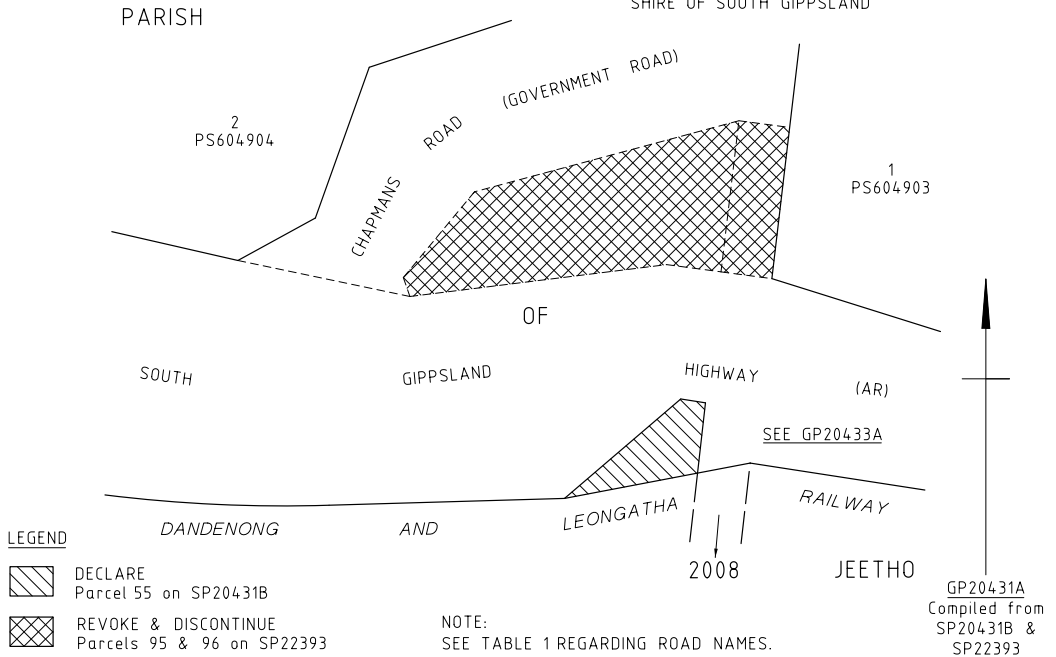 SHIRE OF SOUTH GIPPSLAND
PARISH
(GOVERNMENT ROAD)
CHAPMANS ROAD
2
PS604904
1
PS604903
OF
SOUTH GIPPSLAND HIGHWAY (AR)
SEE GP20433A
DANDENONG AND LEONGATHA RAILWAY
2008
JEETHO
LEGEND
DECLARE
Parcel 55 on SP20431B
REVOKE & DISCONTINUE
Parcels 95 & 96 on SP22393
NOTE:
SEE TABLE 1 REGARDING ROAD NAMES.
GP20431A
Compiled from
SP20431B &
SP22393